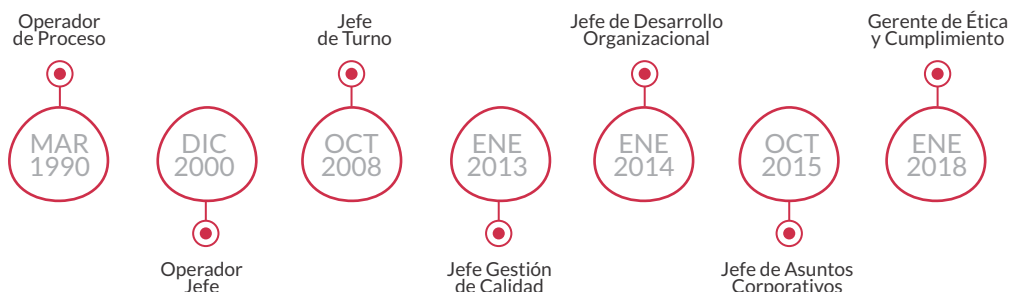 Operador
de Proceso
Jefe
de Turno
Jefe de Desarrollo
Organizacional
Gerente de Ética
y Cumplimiento
MAR
1990
DIC
2000
OCT
2008
ENE
2013
ENE
2014
OCT
2015
ENE
2018
Operador
Jefe
Jefe Gestión
de Calidad
Jefe de Asuntos
Corporativos